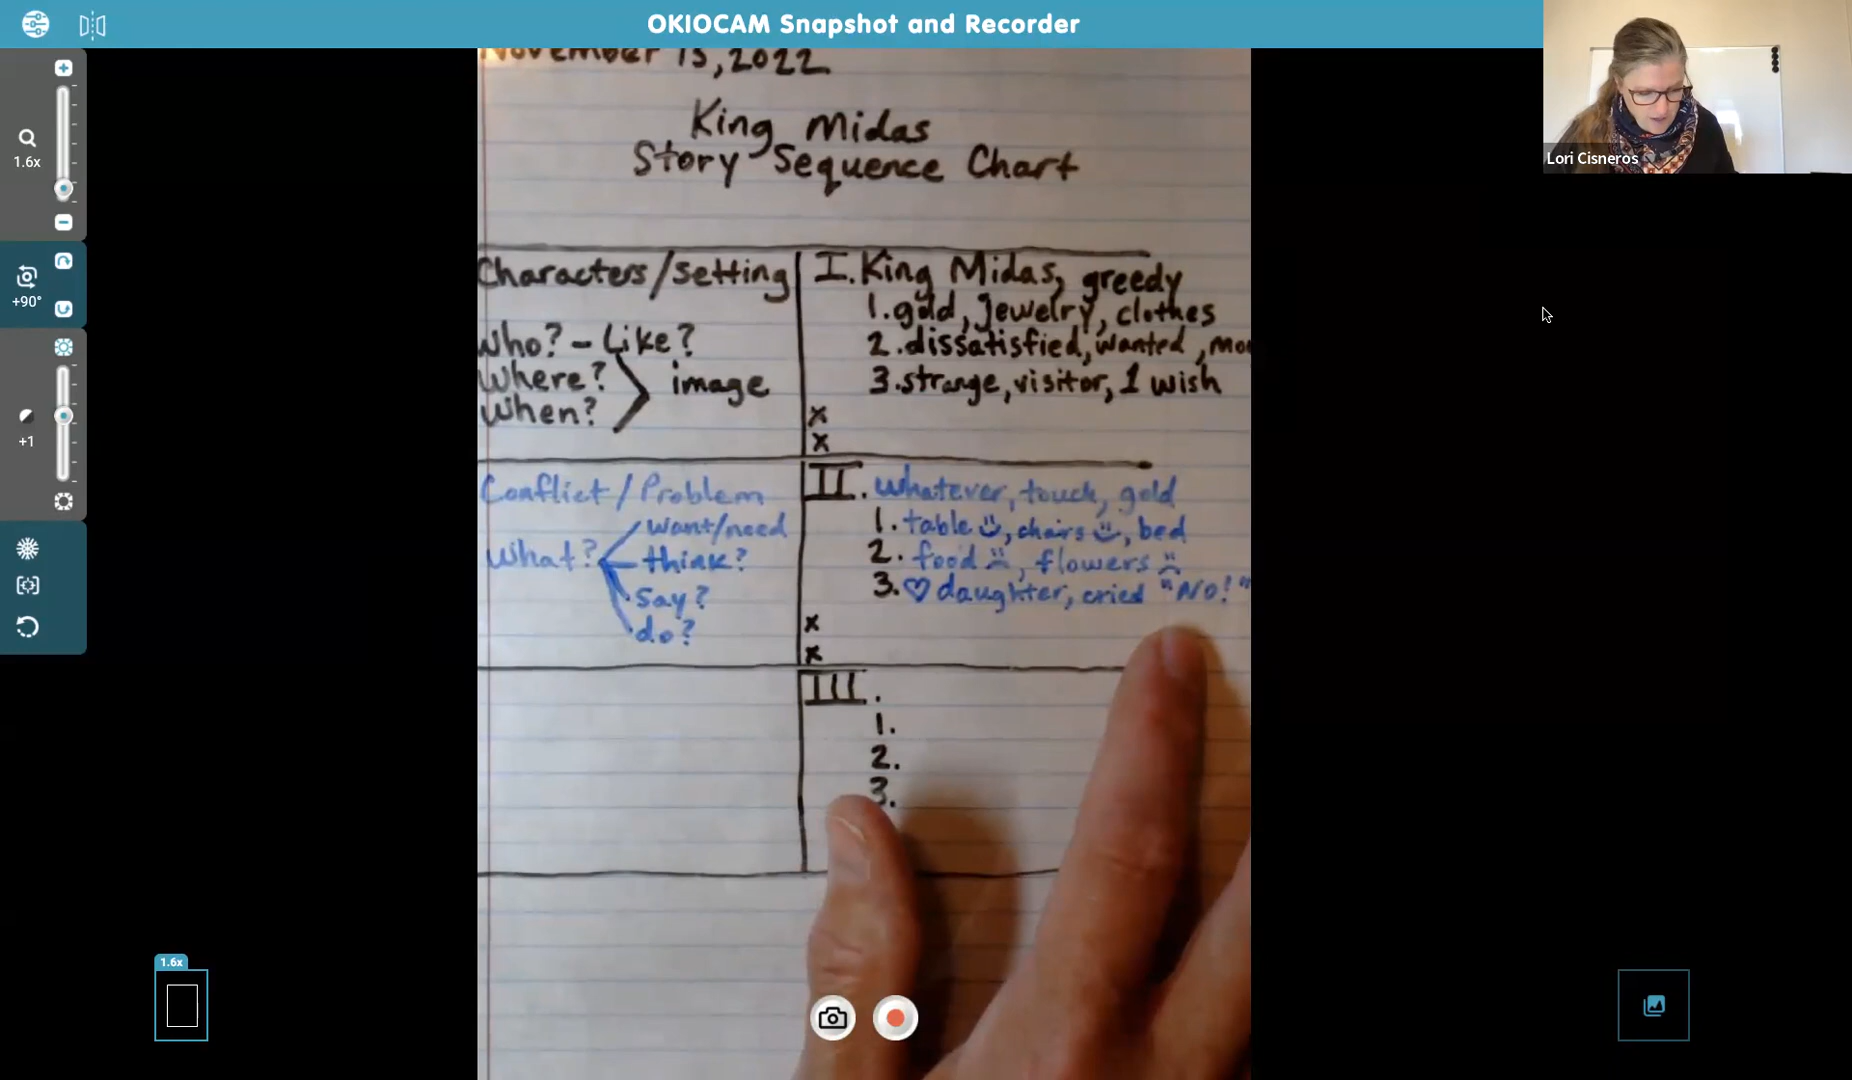 OKIOCAM Snapshot and Recorder
Lori Cisneros
1.6x
+90°
+1
1.6x
November 15, 2022
King Midas
Story Sequence Chart
Characters/Setting
Who? - Like?
Where?
When?
image
I. King Midas, greedy
1. gold, jewelry, clothes
2. dissatisfied, wanted, mo
3. strange, visitor, 1 wish
x
x
Conflict/Problem
What?
want/need
think?
say?
do?
II. whatever, touch, gold
1. table ☺, chairs ☺, bed
2. food ☹, flowers ☹
3. ♡ daughter, cried "No!"
x
x
III.
1.
2.
3.